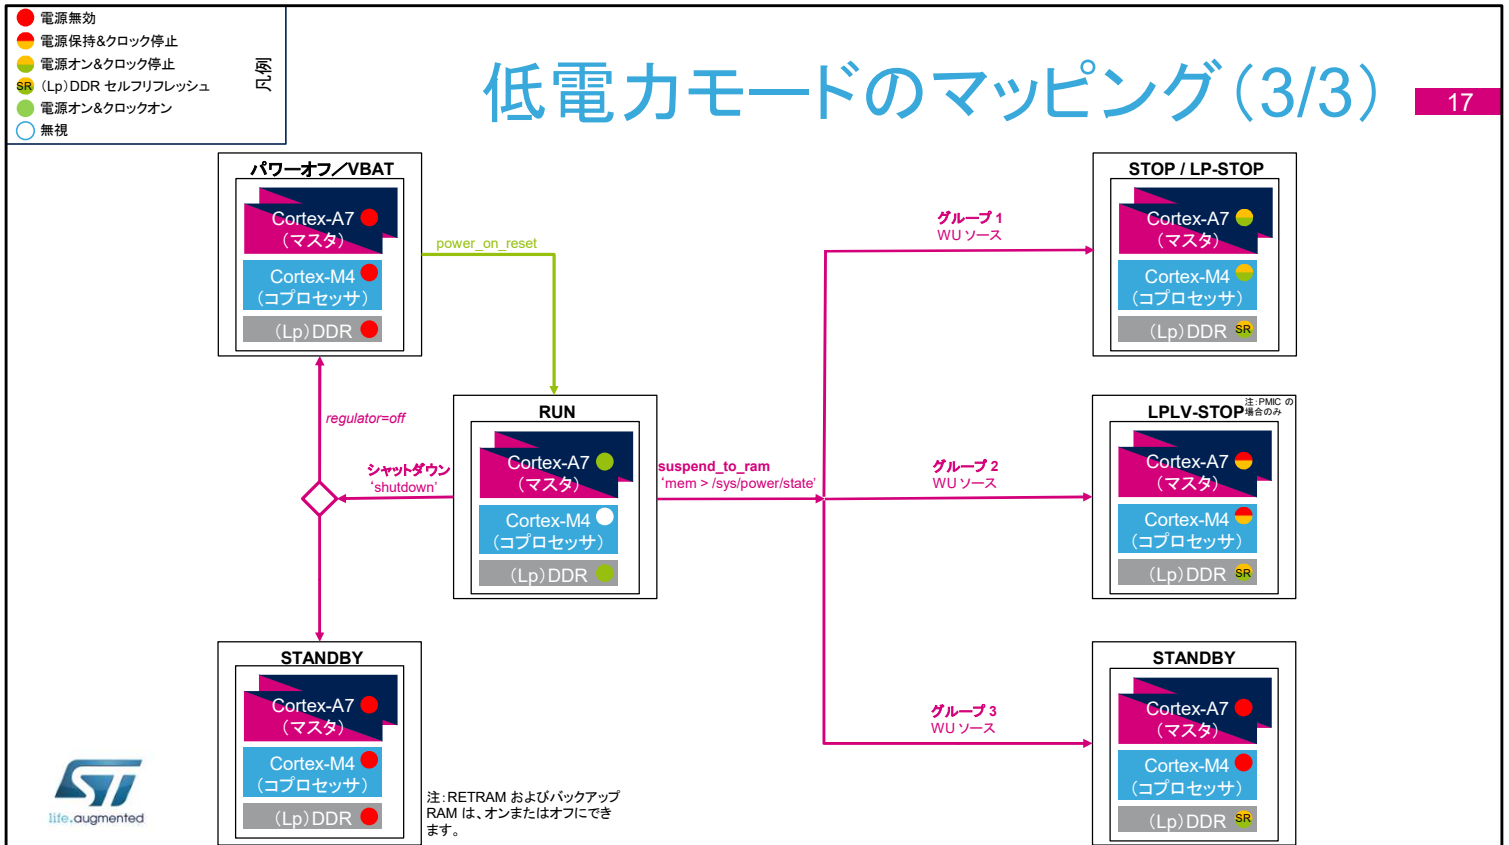 電源無効
電源保持&クロック停止
電源オン&クロック停止
SR (Lp)DDR セルフリフレッシュ
電源オン&クロックオン
無視
凡例
低電力モードのマッピング(3/3)
17
パワーオフ/VBAT
Cortex-A7
(マスタ)
Cortex-M4
(コプロセッサ)
(Lp)DDR
power_on_reset
regulator=off
シャットダウン
‘shutdown’
RUN
Cortex-A7
(マスタ)
Cortex-M4
(コプロセッサ)
(Lp)DDR
suspend_to_ram
‘mem > /sys/power/state’
グループ 1
WU ソース
グループ 2
WU ソース
グループ 3
WU ソース
STOP / LP-STOP
Cortex-A7
(マスタ)
Cortex-M4
(コプロセッサ)
(Lp)DDR SR
LPLV-STOP
注:PMIC の
場合のみ
Cortex-A7
(マスタ)
Cortex-M4
(コプロセッサ)
(Lp)DDR SR
STANDBY
Cortex-A7
(マスタ)
Cortex-M4
(コプロセッサ)
(Lp)DDR
注:RETRAM およびバックアップ
RAM は、オンまたはオフにでき
ます。
STANDBY
Cortex-A7
(マスタ)
Cortex-M4
(コプロセッサ)
(Lp)DDR SR
ST
life.augmented